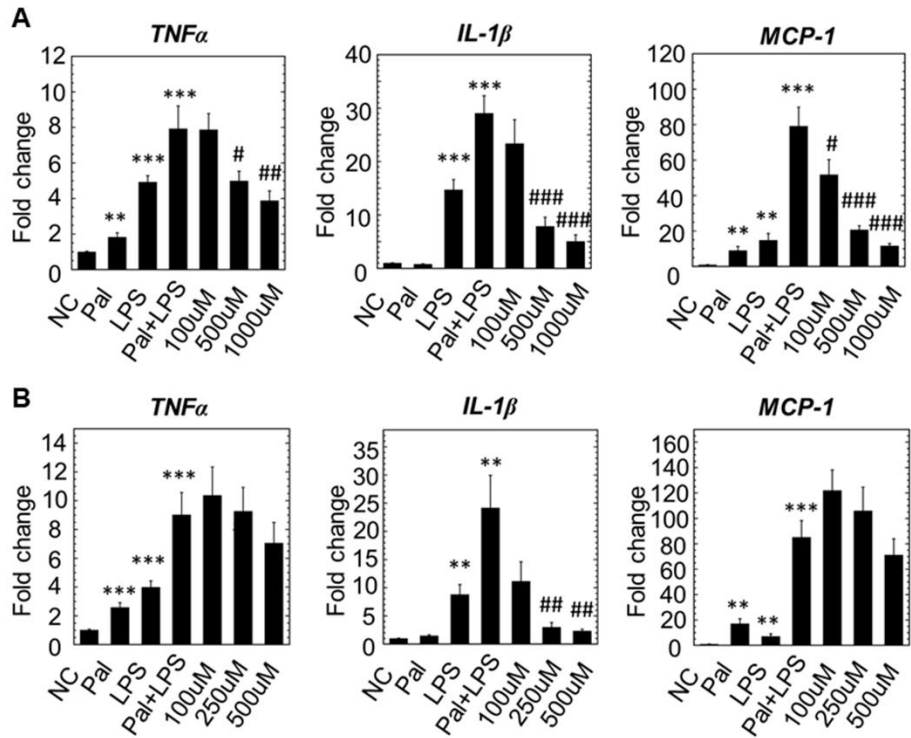 A
TNFα
IL-1β
MCP-1
Fold change
12
10
8
6
4
2
0
**
***
***
#
##
NC
Pal
LPS
Pal+LPS
100uM
500uM
1000uM
Fold change
40
30
20
10
0
***
***
###
###
NC
Pal
LPS
Pal+LPS
100uM
500uM
1000uM
Fold change
120
100
80
60
40
20
0
**
**
***
#
###
###
NC
Pal
LPS
Pal+LPS
100uM
500uM
1000uM
B
TNFα
IL-1β
MCP-1
Fold change
14
12
10
8
6
4
2
0
***
***
***
NC
Pal
LPS
Pal+LPS
100uM
250uM
500uM
Fold change
35
30
25
20
15
10
5
0
**
**
##
##
NC
Pal
LPS
Pal+LPS
100uM
250uM
500uM
Fold change
160
140
120
100
80
60
40
20
0
**
**
***
NC
Pal
LPS
Pal+LPS
100uM
250uM
500uM